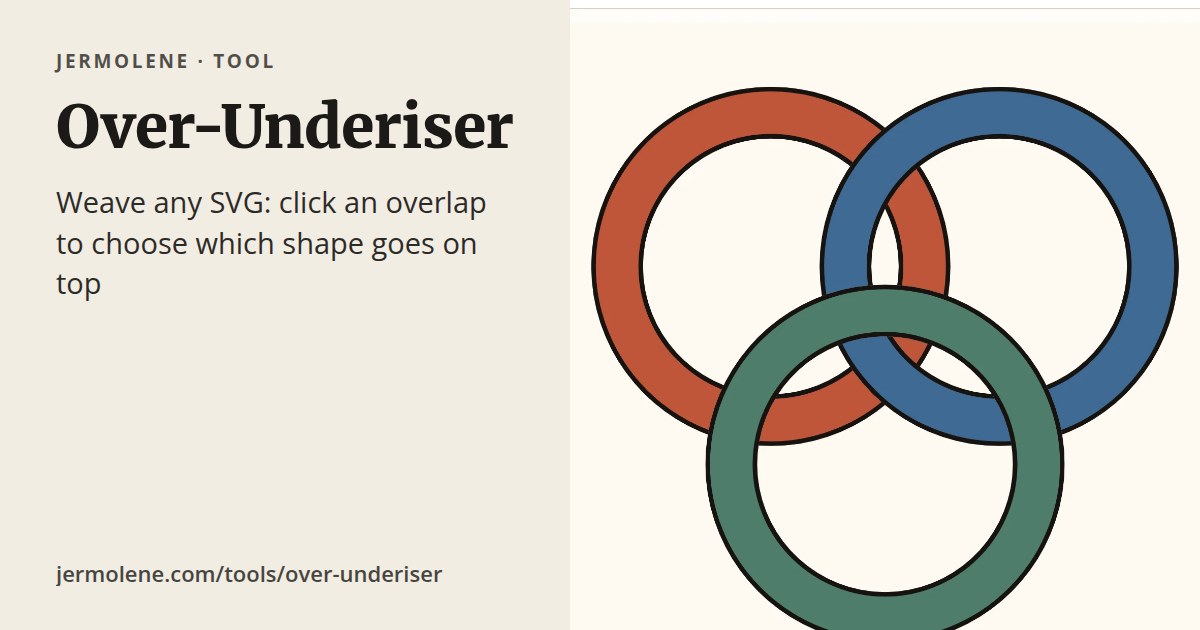 JERMOLENE · TOOL
Over-Underiser
Weave any SVG: click an overlap
to choose which shape goes on
top
jermolene.com/tools/over-underiser